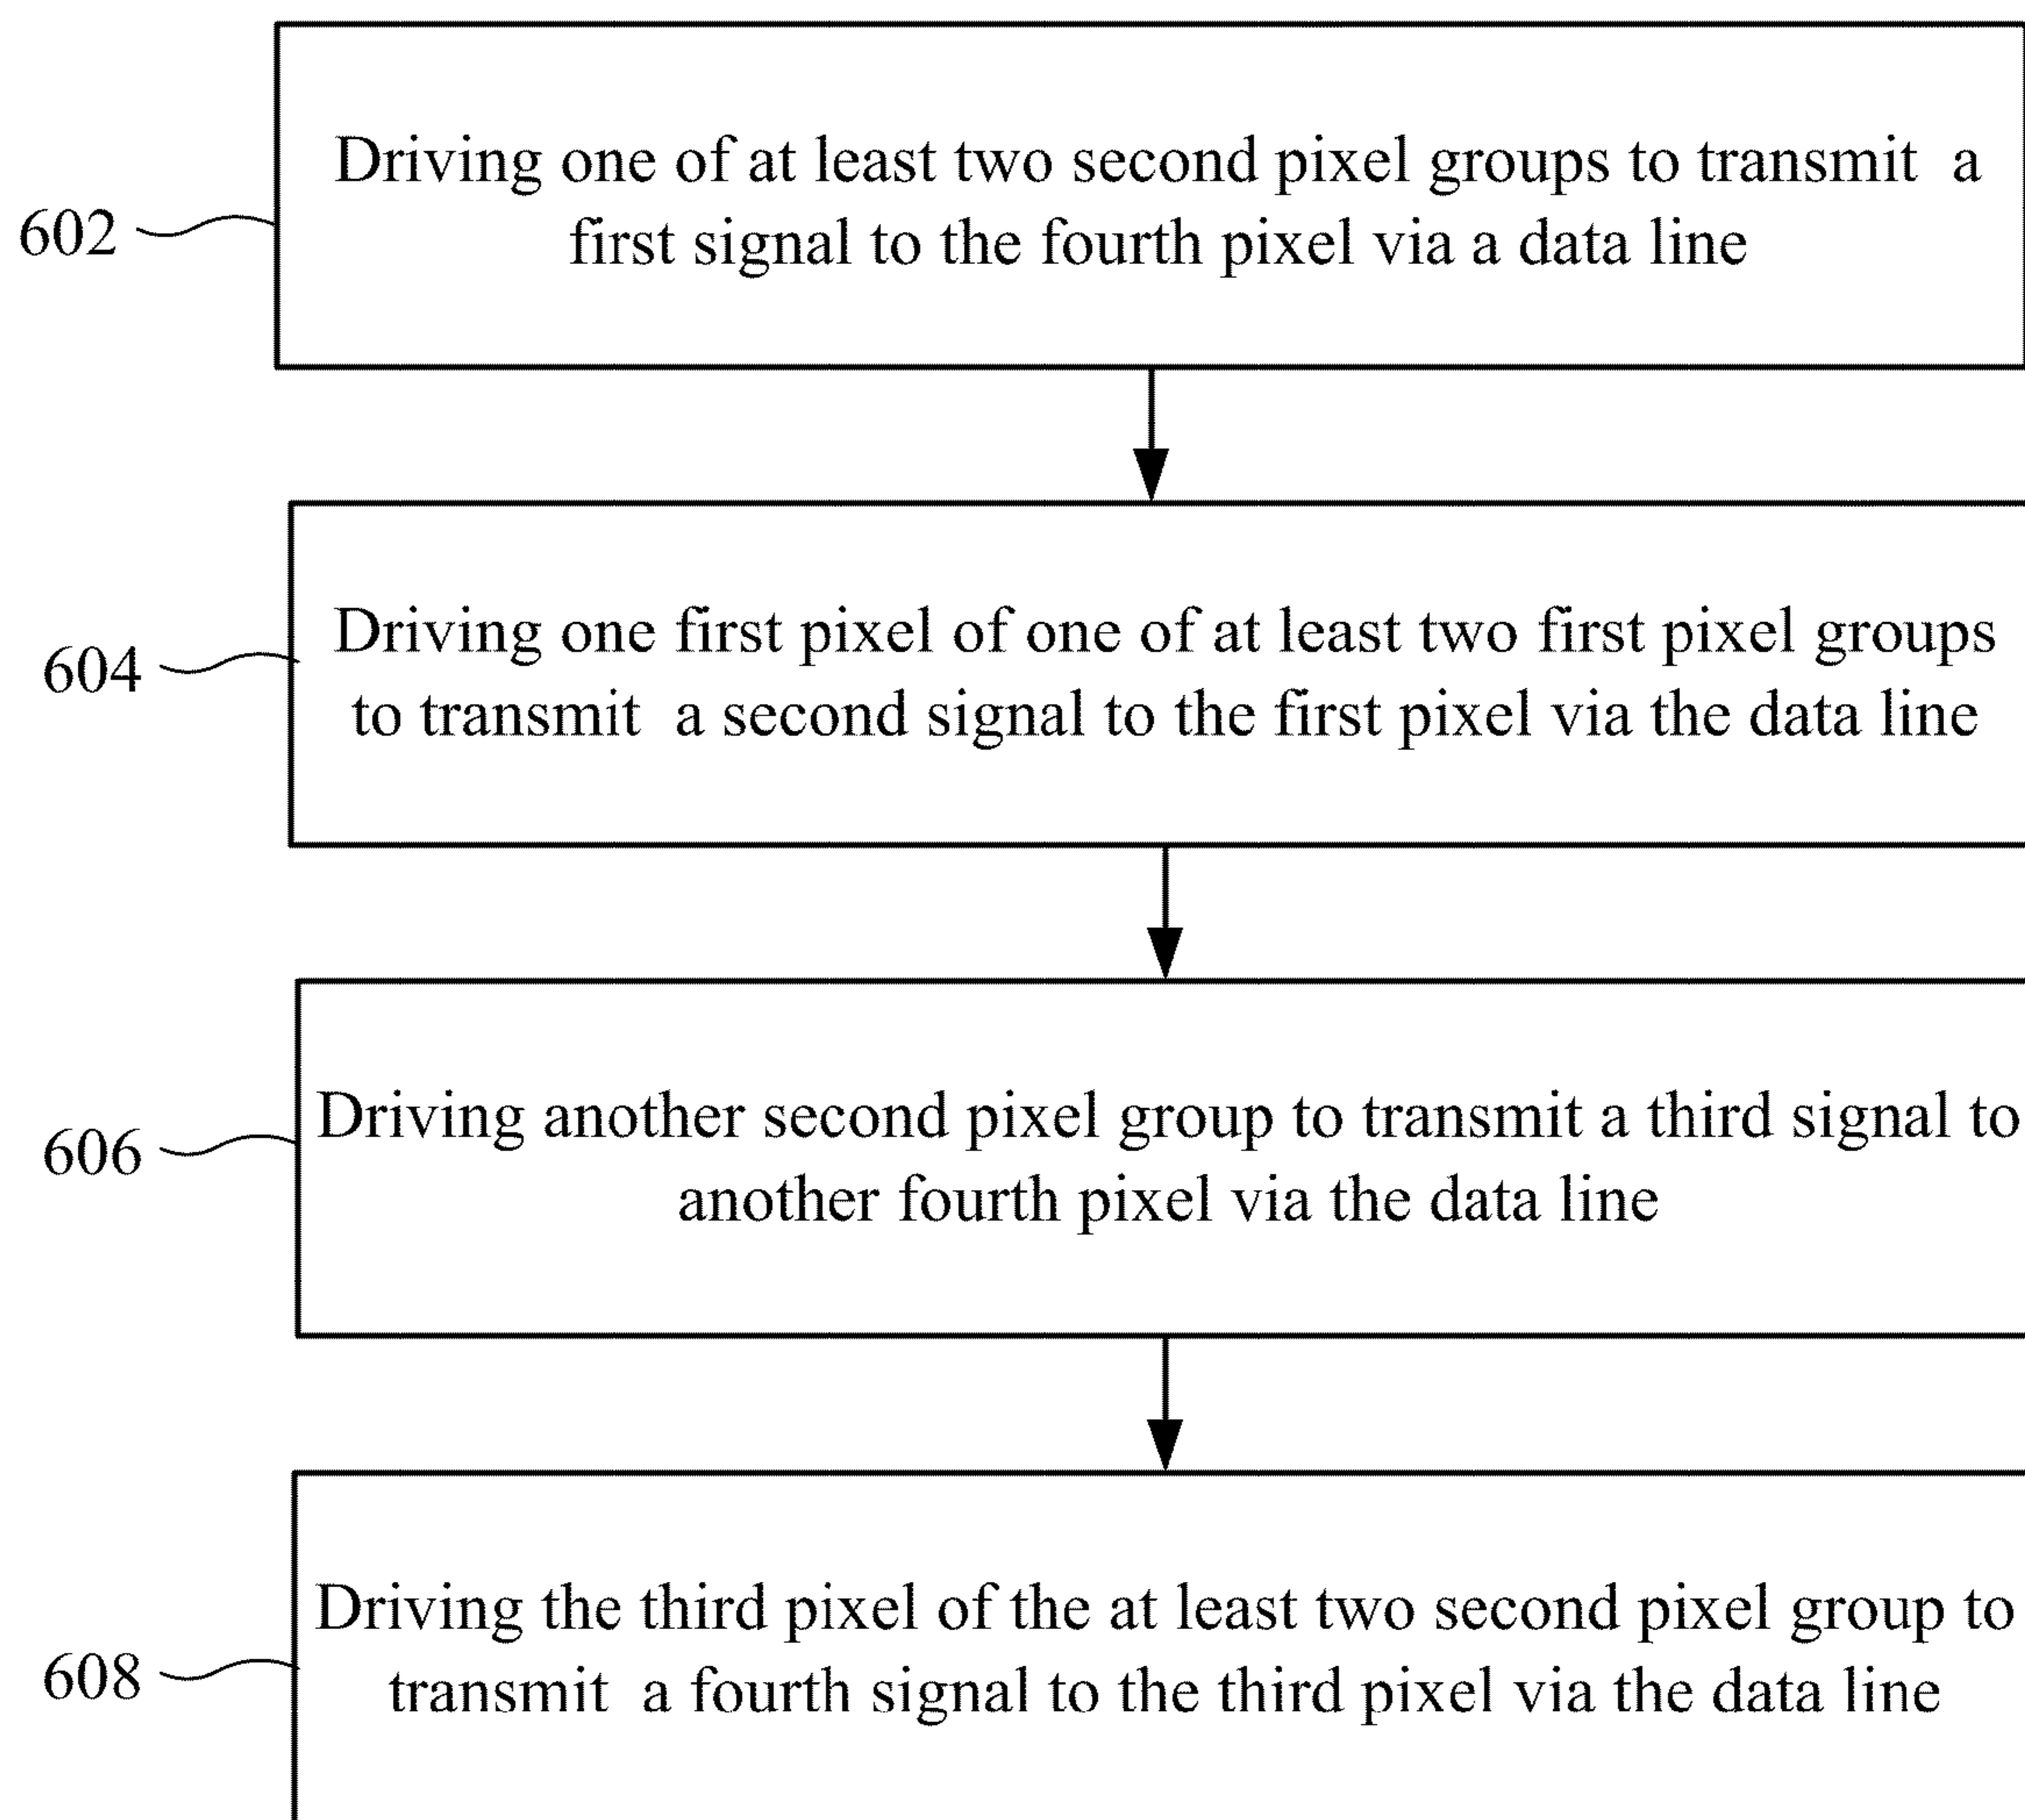 Driving one of at least two second pixel groups to transmit a
602
first signal to the fourth pixel via a data line
Driving one first pixel of one of at least two first pixel groups
604
to transmit a second signal to the first pixel via the data line
Driving another second pixel group to transmit a third signal to
606
another fourth pixel via the data line
Driving the third pixel of the at least two second pixel group to
608
transmit a fourth signal to the third pixel via the data line